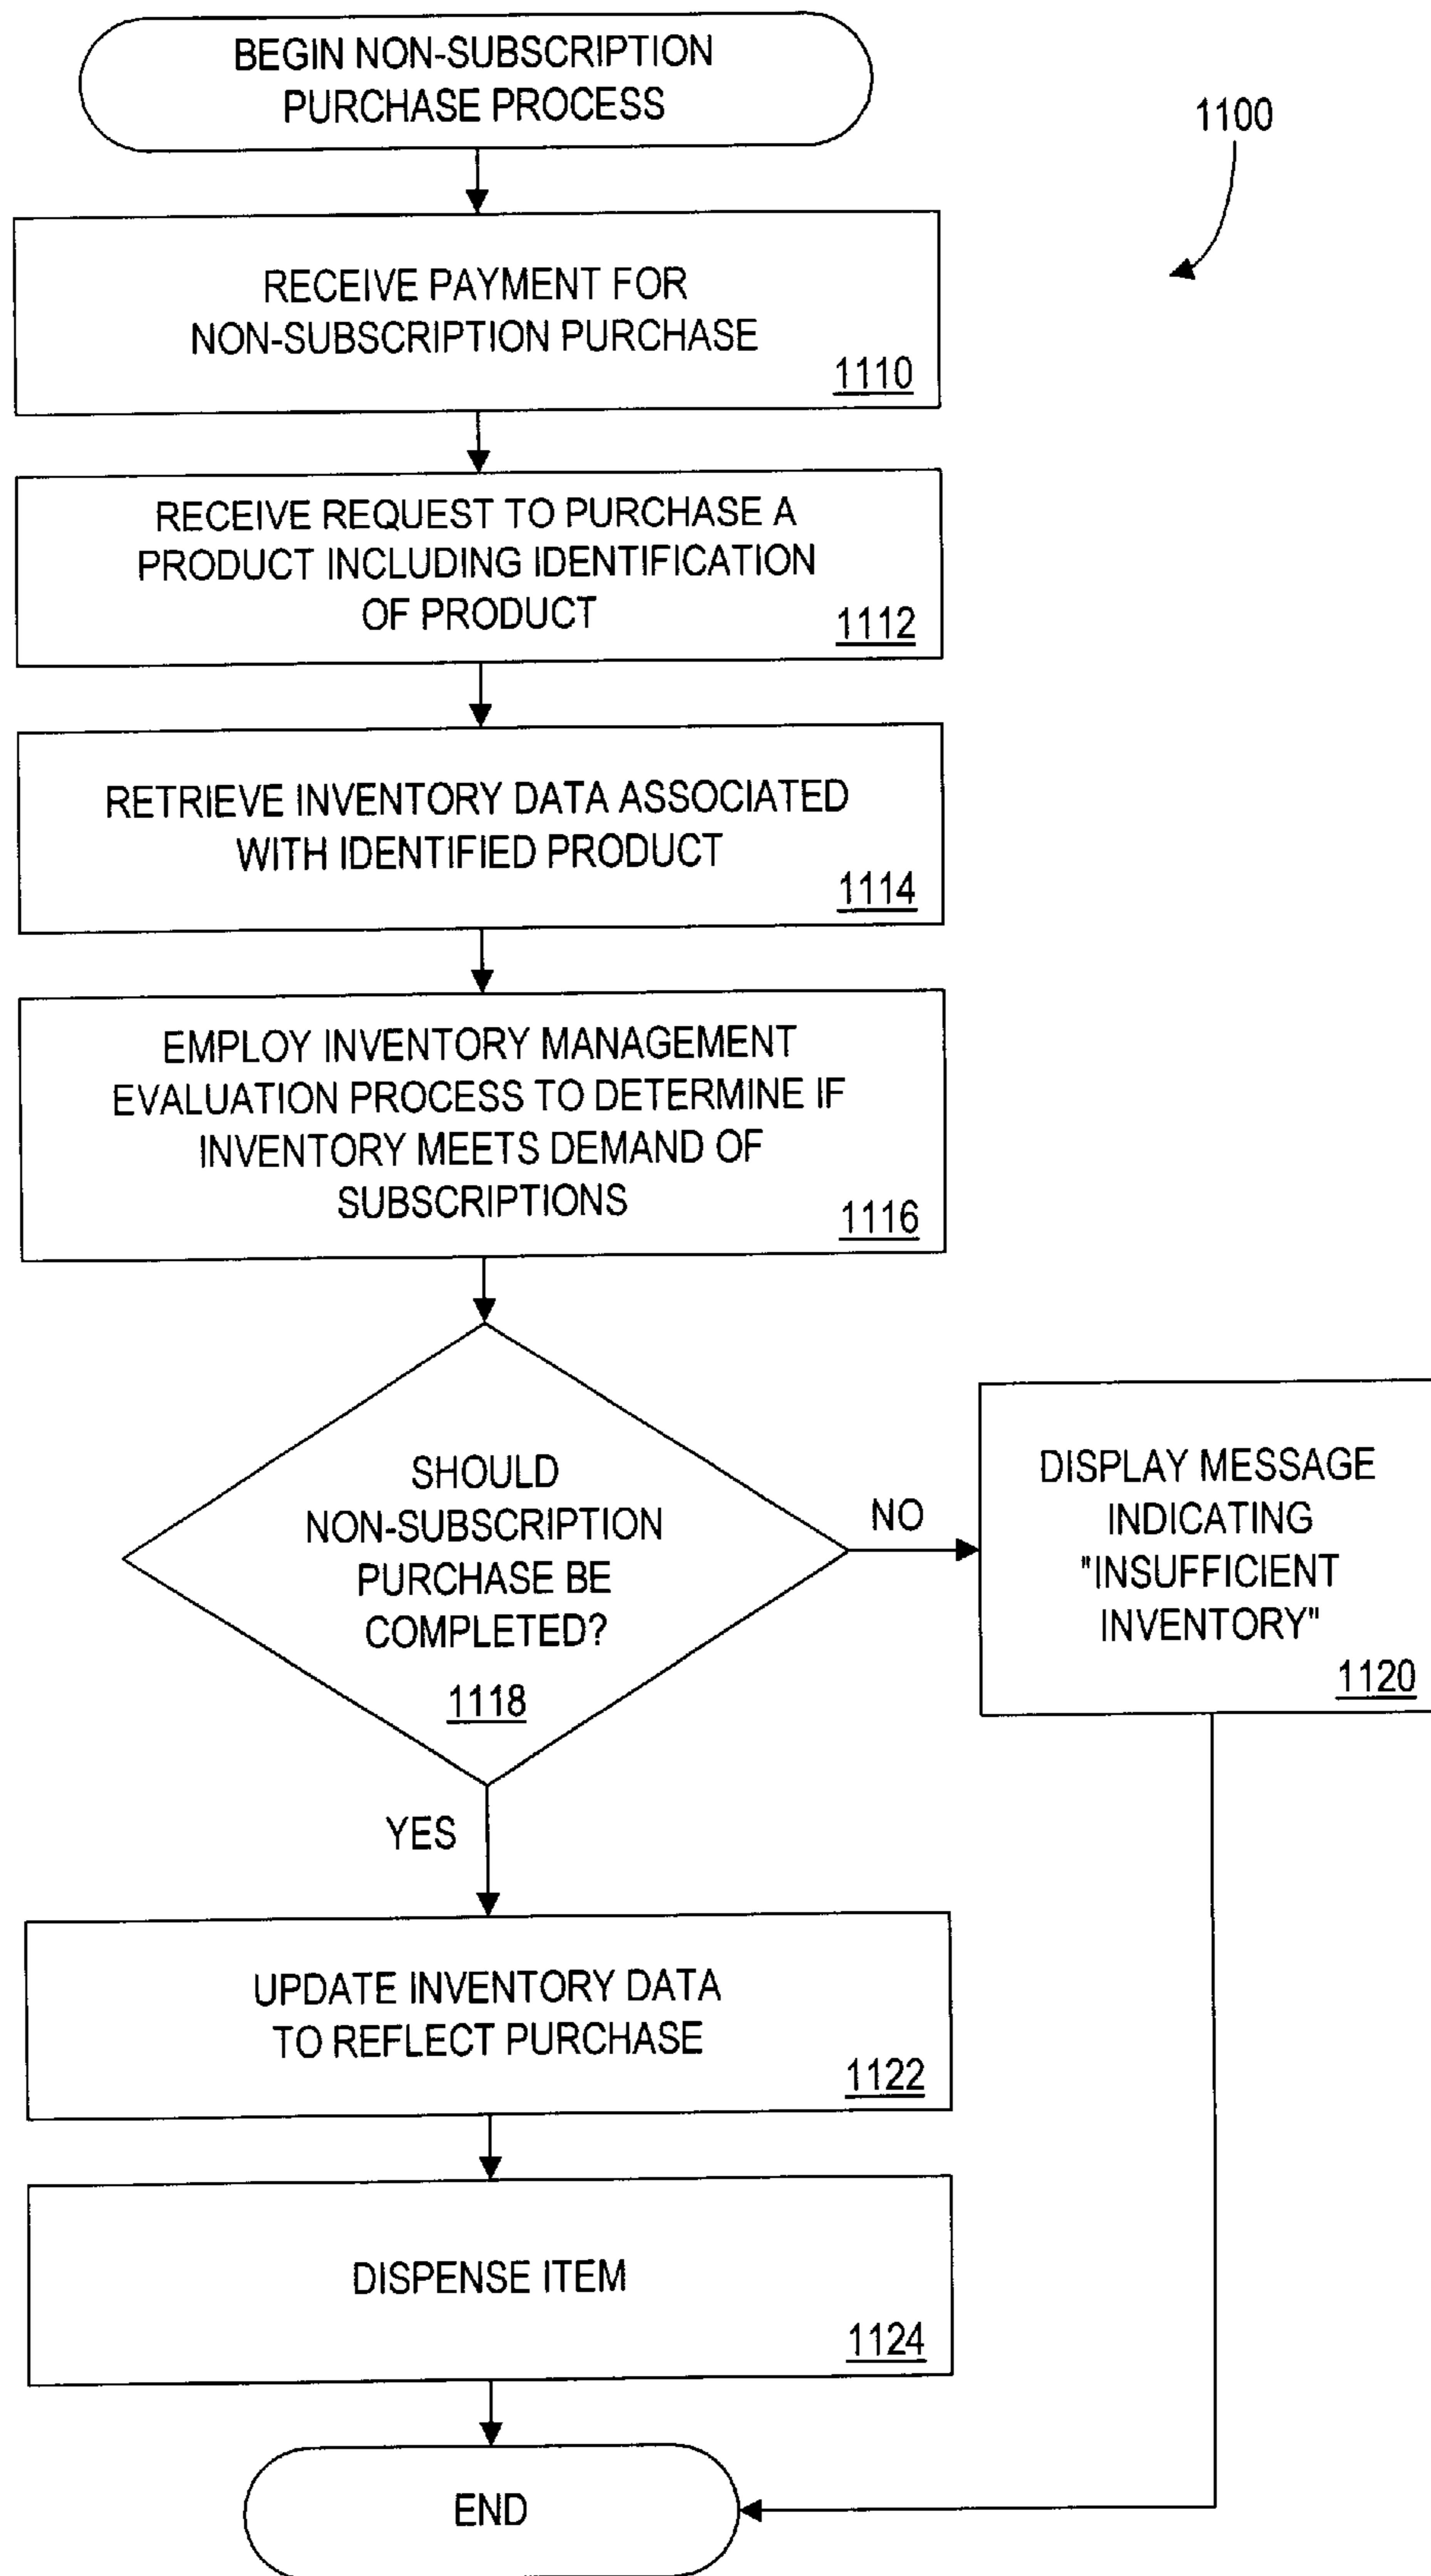 BEGIN NON-SUBSCRIPTION
PURCHASE PROCESS
1100
RECEIVE PAYMENT FOR
NON-SUBSCRIPTION PURCHASE
1110
RECEIVE REQUEST TO PURCHASE A
PRODUCT INCLUDING IDENTIFICATION
OF PRODUCT
1112
RETRIEVE INVENTORY DATA ASSOCIATED
WITH IDENTIFIED PRODUCT
1114
EMPLOY INVENTORY MANAGEMENT
EVALUATION PROCESS TO DETERMINE IF
INVENTORY MEETS DEMAND OF
SUBSCRIPTIONS
1116
SHOULD
NON-SUBSCRIPTION
PURCHASE BE
COMPLETED?
1118
NO
DISPLAY MESSAGE
INDICATING
"INSUFFICIENT
INVENTORY"
1120
YES
UPDATE INVENTORY DATA
TO REFLECT PURCHASE
1122
DISPENSE ITEM
1124
END